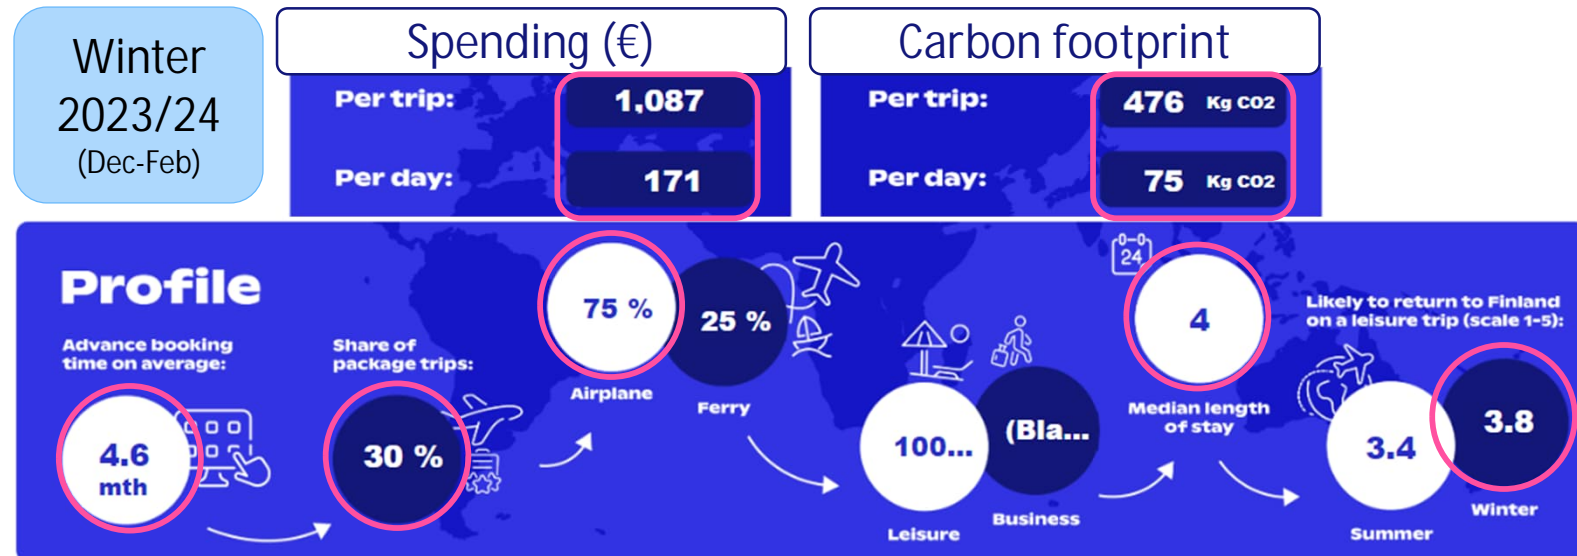 Winter
2023/24
(Dec-Feb)
Spending (€)
Per trip:
1,087
Per day:
171
Carbon footprint
Per trip:
476 Kg CO2
Per day:
75 Kg CO2
Profile
Advance booking
time on average:
4.6
mth
Share of
package trips:
30 %
75 %
Airplane
25 %
Ferry
100...
Leisure
(Bla...
Business
0-0
24
4
Median length
of stay
Likely to return to Finland
on a leisure trip (scale 1-5):
3.4
Summer
3.8
Winter